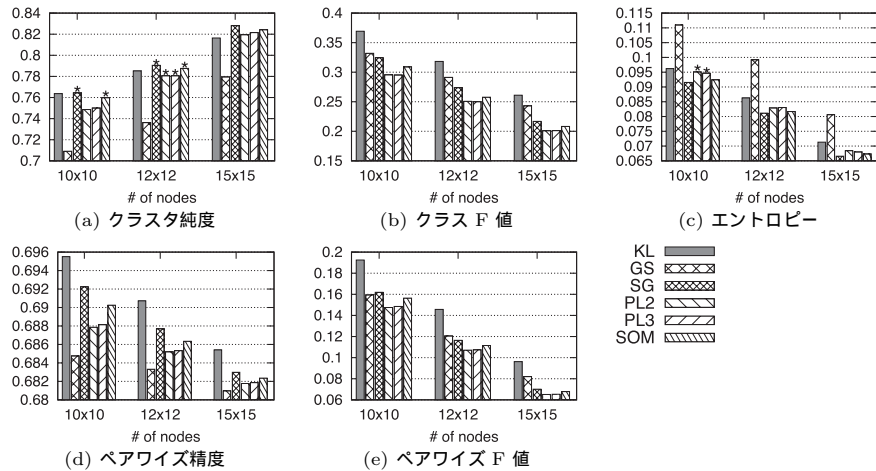 0.84
0.82
0.8
0.78
0.76
0.74
0.72
0.7
* * * * * *
10x10 12x12 15x15
# of nodes
(a) クラスタ純度
0.4
0.35
0.3
0.25
0.2
0.15
10x10 12x12 15x15
# of nodes
(b) クラス F 値
0.115
0.11
0.105
0.1
0.095
0.09
0.085
0.08
0.075
0.07
0.065
* *
10x10 12x12 15x15
# of nodes
(c) エントロピー
0.696
0.694
0.692
0.69
0.688
0.686
0.684
0.682
0.68
10x10 12x12 15x15
# of nodes
(d) ペアワイズ精度
0.2
0.18
0.16
0.14
0.12
0.1
0.08
0.06
10x10 12x12 15x15
# of nodes
(e) ペアワイズ F 値
KL
GS
SG
PL2
PL3
SOM